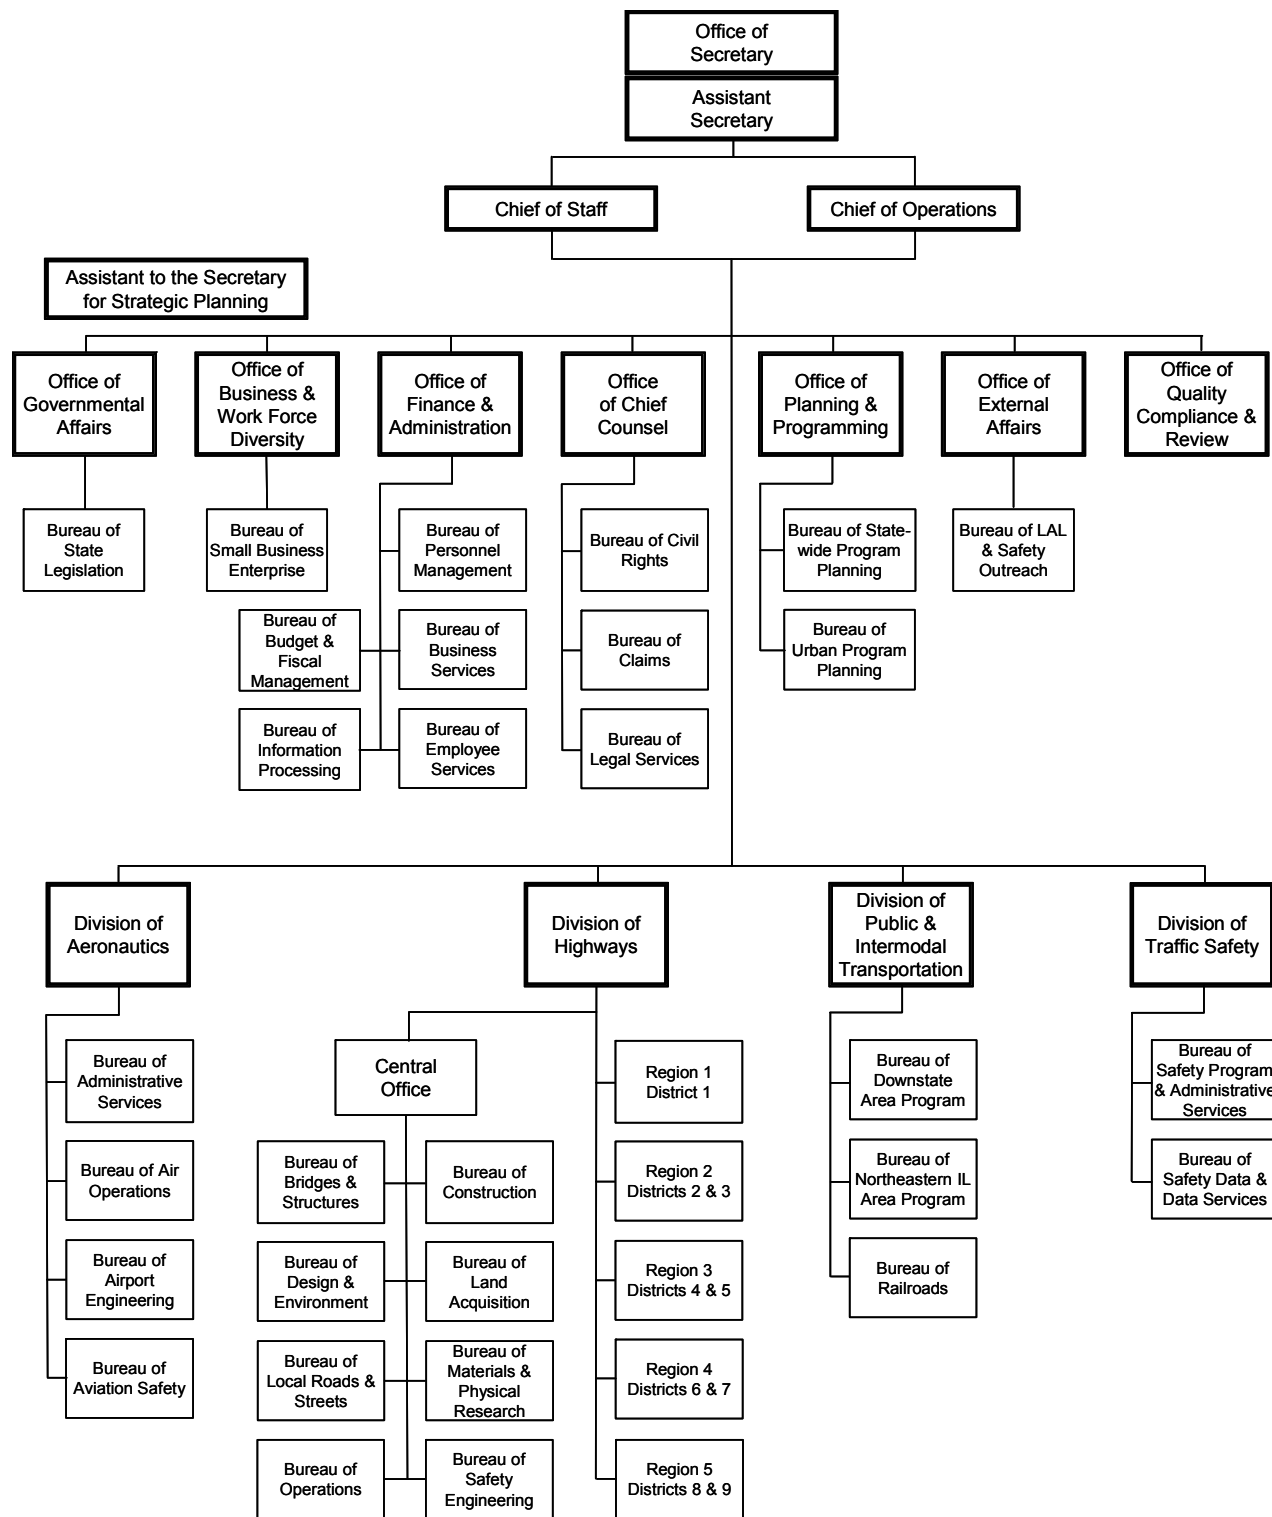 Office of
Secretary
Assistant
Secretary
Chief of Staff
Chief of Operations
Assistant to the Secretary
for Strategic Planning
Office of
Governmental
Affairs
Office of
Business &
Work Force
Diversity
Office of
Finance &
Administration
Office
of Chief
Counsel
Office of
Planning &
Programming
Office of
External
Affairs
Office of
Quality
Compliance &
Review
Bureau of
State
Legislation
Bureau of
Small Business
Enterprise
Bureau of
Personnel
Management
Bureau of Civil
Rights
Bureau of State-
wide Program
Planning
Bureau of LAL
& Safety
Outreach
Bureau of
Budget &
Fiscal
Management
Bureau of
Business
Services
Bureau of
Claims
Bureau of
Urban Program
Planning
Bureau of
Information
Processing
Bureau of
Employee
Services
Bureau of
Legal Services
Division of
Aeronautics
Division of
Highways
Division of
Public &
Intermodal
Transportation
Division of
Traffic Safety
Bureau of
Administrative
Services
Central
Office
Region 1
District 1
Bureau of
Downstate
Area Program
Bureau of
Safety Program
& Administrative
Services
Bureau of Air
Operations
Bureau of
Bridges &
Structures
Bureau of
Construction
Region 2
Districts 2 & 3
Bureau of
Northeastern IL
Area Program
Bureau of
Safety Data &
Data Services
Bureau of
Airport
Engineering
Bureau of
Design &
Environment
Bureau of
Land
Acquisition
Region 3
Districts 4 & 5
Bureau of
Railroads
Bureau of
Aviation Safety
Bureau of
Local Roads &
Streets
Bureau of
Materials &
Physical
Research
Region 4
Districts 6 & 7
Bureau of
Operations
Bureau of
Safety
Engineering
Region 5
Districts 8 & 9